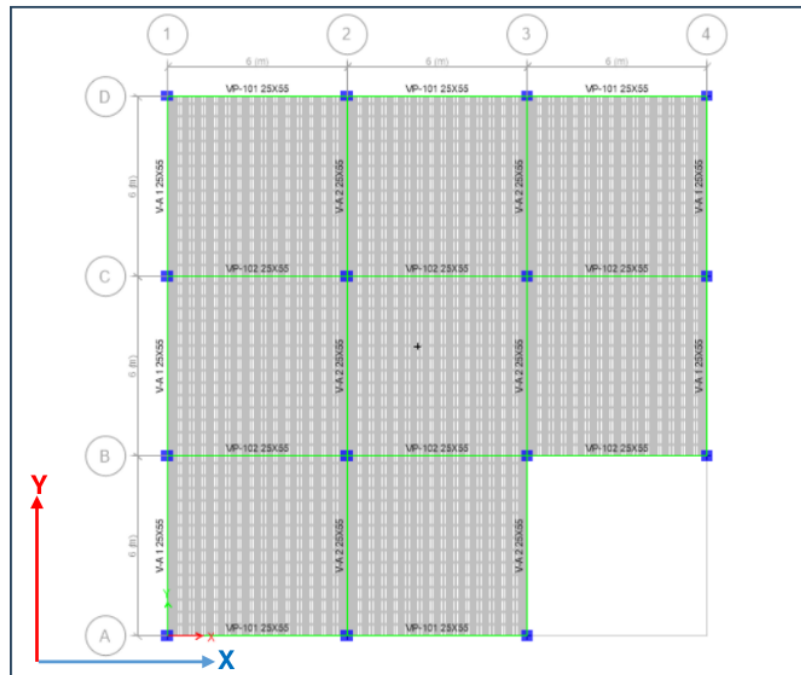 1 2 3 4
6 (m) 6 (m) 6 (m)
D VP-101 25X55 VP-101 25X55 VP-101 25X55
6 (m) V-A 1 25X55 V-A 2 25X55 V-A 2 25X55 V-A 1 25X55
C VP-102 25X55 VP-102 25X55 VP-102 25X55
6 (m) V-A 1 25X55 V-A 2 25X55 V-A 2 25X55 V-A 1 25X55
B VP-102 25X55 VP-102 25X55 VP-101 25X55
Y
6 (m) V-A 1 25X55 V-A 2 25X55 V-A 2 25X55
Y
A VP-101 25X55 VP-101 25X55
X
X